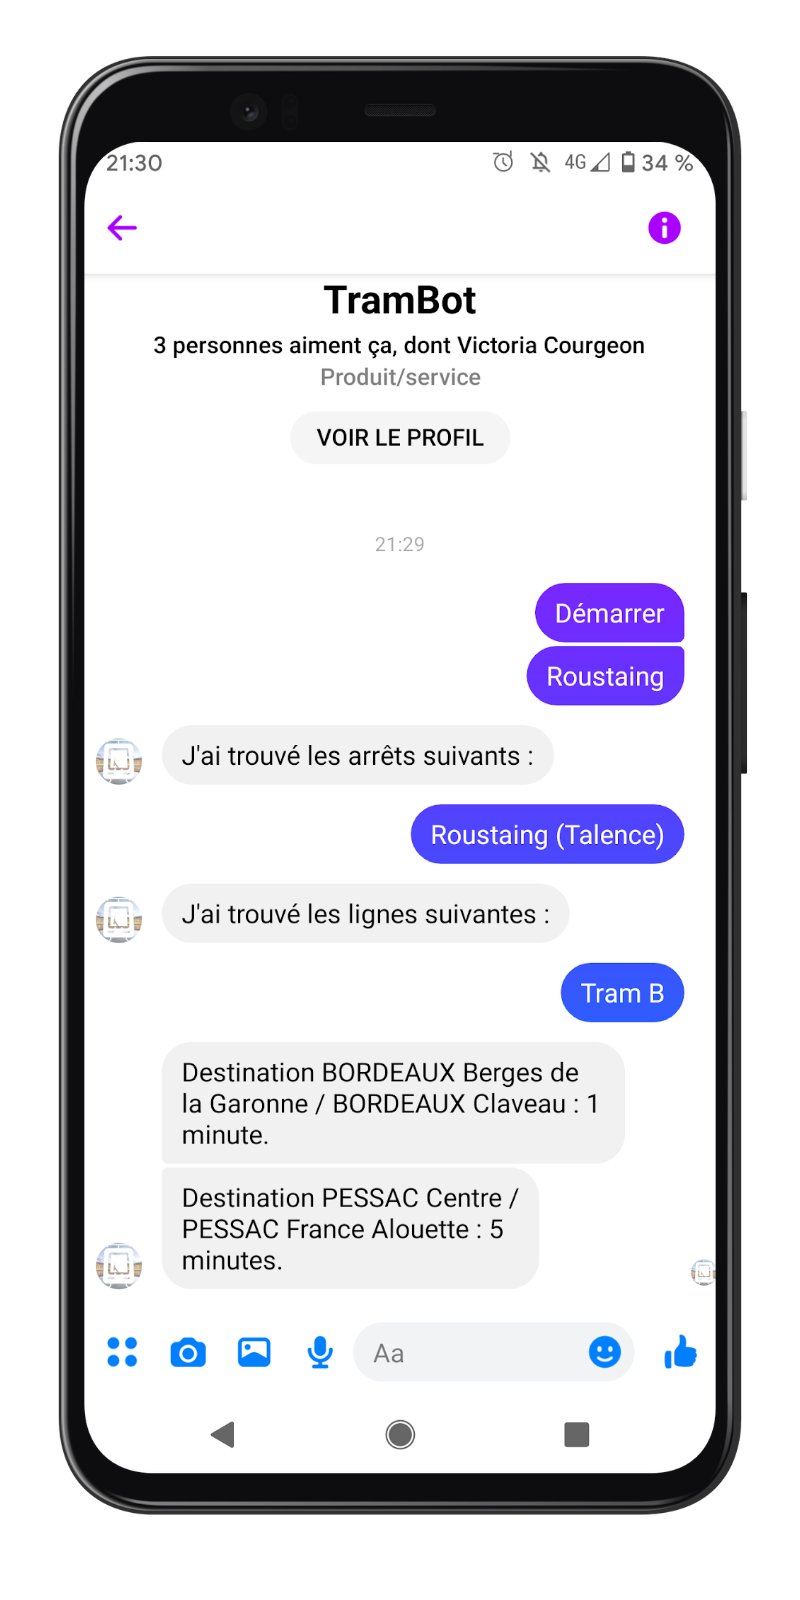 21:30
4G 34 %
TramBot
3 personnes aiment ça, dont Victoria Courgeon
Produit/service
VOIR LE PROFIL
21:29
Démarrer
Roustaing
J'ai trouvé les arrêts suivants :
Roustaing (Talence)
J'ai trouvé les lignes suivantes :
Tram B
Destination BORDEAUX Berges de
la Garonne / BORDEAUX Claveau : 1
minute.
Destination PESSAC Centre /
PESSAC France Alouette : 5
minutes.
Aa